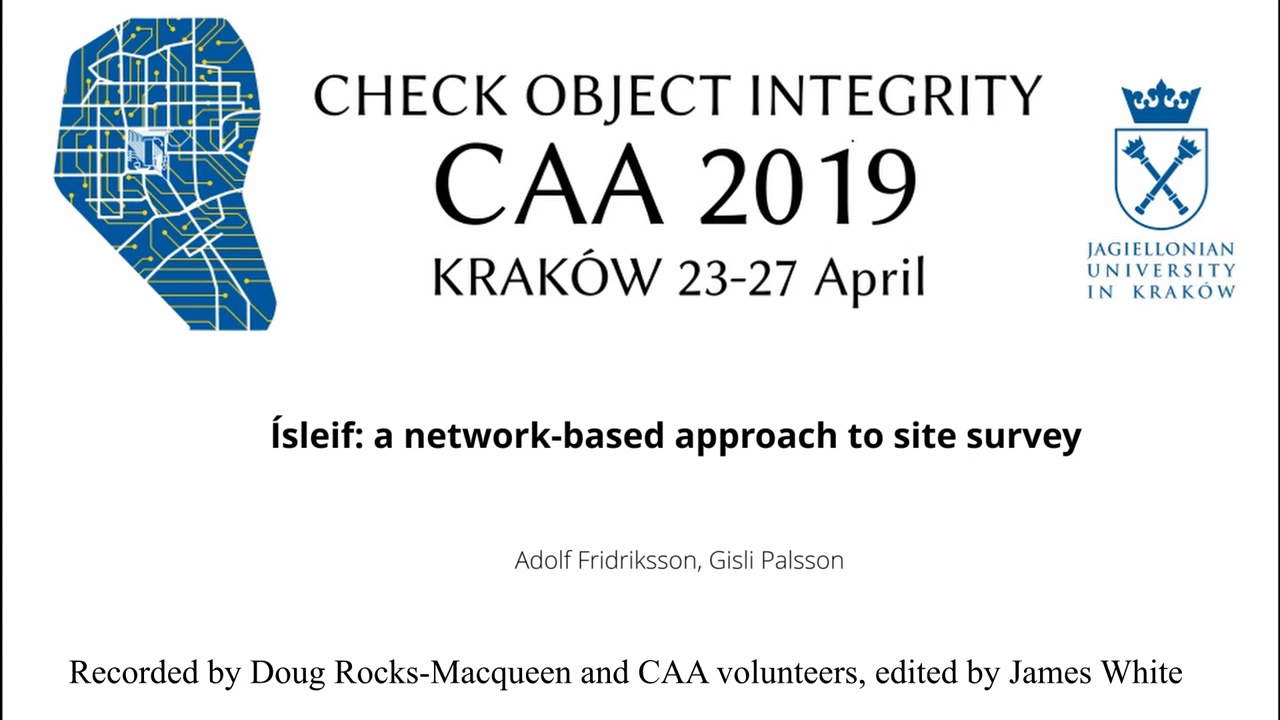 CHECK OBJECT INTEGRITY
CAA 2019
KRAKÓW 23-27 April
JAGIELLONIAN
UNIVERSITY
IN KRAKÓW
Ísleif: a network-based approach to site survey
Adolf Fridriksson, Gisli Palsson
Recorded by Doug Rocks-Macqueen and CAA volunteers, edited by James White